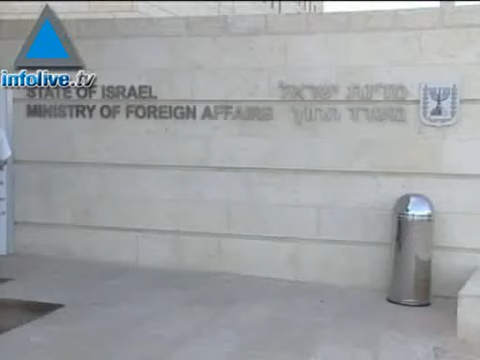 infolive.tv
STATE OF ISRAEL
MINISTRY OF FOREIGN AFFAIRS
מדינת ישראל
משרד החוץ